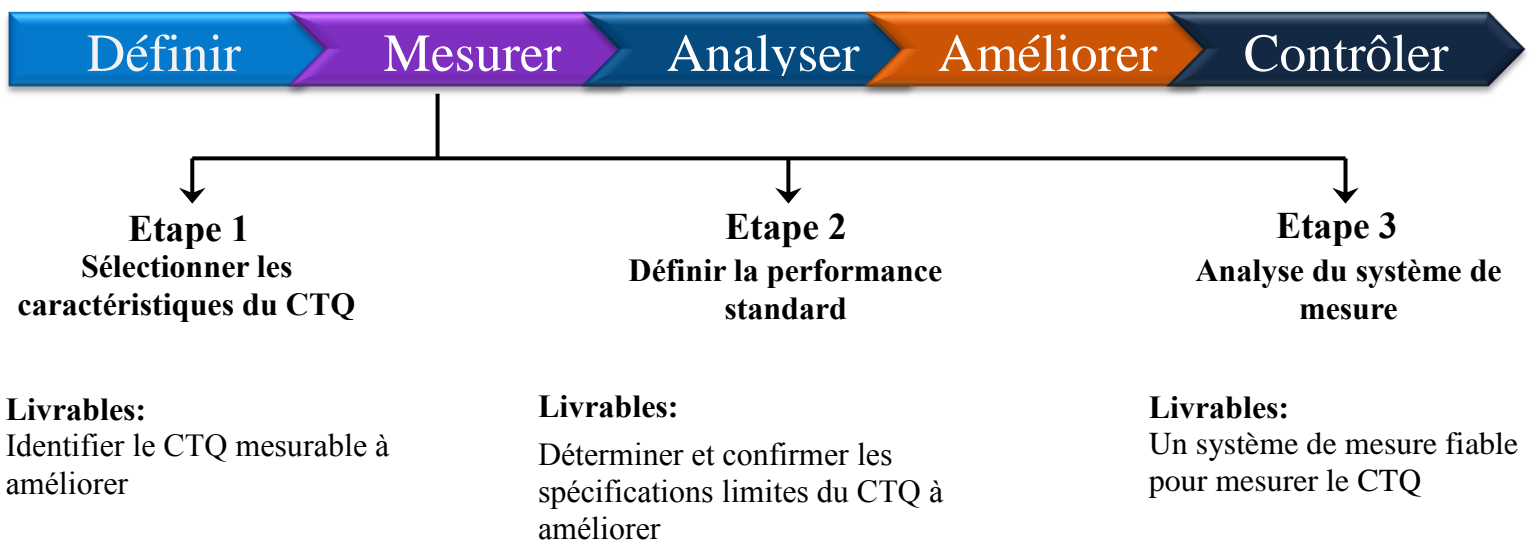 Définir Mesurer Analyser Améliorer Contrôler
Etape 1
Sélectionner les
caractéristiques du CTQ
Etape 2
Définir la performance
standard
Etape 3
Analyse du système de
mesure
Livrables:
Identifier le CTQ mesurable à
améliorer
Livrables:
Déterminer et confirmer les
spécifications limites du CTQ à
améliorer
Livrables:
Un système de mesure fiable
pour mesurer le CTQ